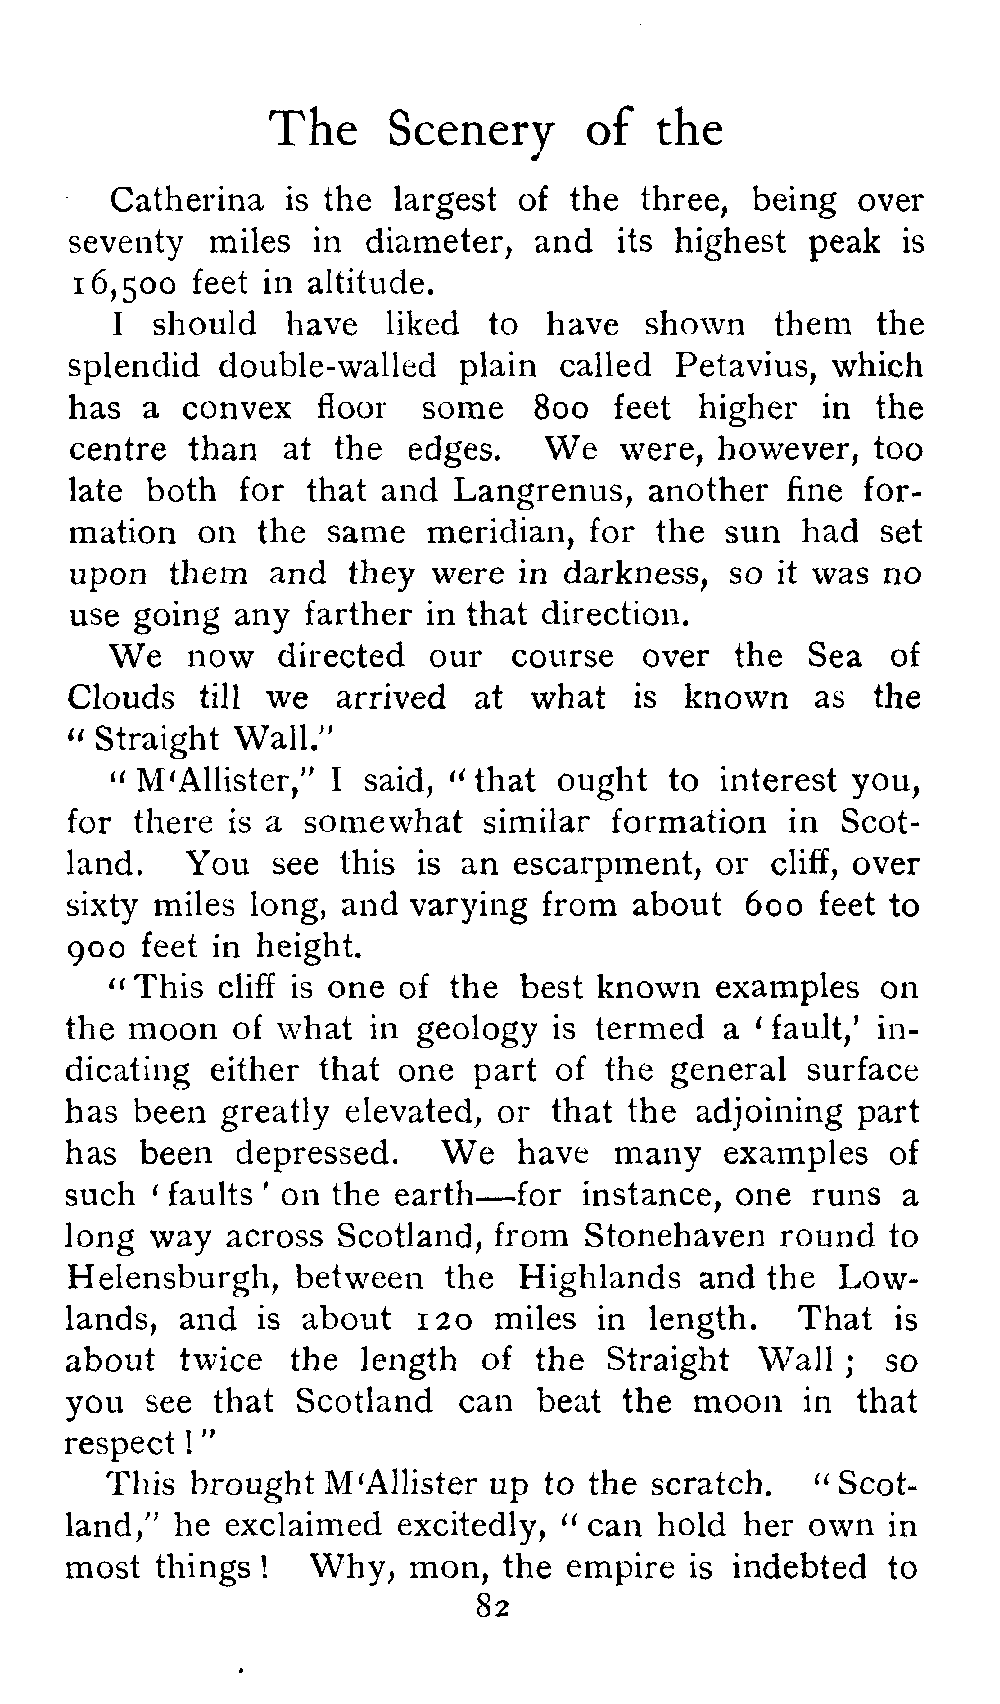 The Scenery of the
Catherina is the largest of the three, being over
seventy miles in diameter, and its highest peak is
16,500 feet in altitude.
I should have liked to have shown them the
splendid double-walled plain called Petavius, which
has a convex floor some 800 feet higher in the
centre than at the edges. We were, however, too
late both for that and Langrenus, another fine for-
mation on the same meridian, for the sun had set
upon them and they were in darkness, so it was no
use going any farther in that direction.
We now directed our course over the Sea of
Clouds till we arrived at what is known as the
“ Straight Wall.”
“ M‘Allister,” I said, “ that ought to interest you,
for there is a somewhat similar formation in Scot-
land. You see this is an escarpment, or cliff, over
sixty miles long, and varying from about 600 feet to
900 feet in height.
“ This cliff is one of the best known examples on
the moon of what in geology is termed a ‘ fault,’ in-
dicating either that one part of the general surface
has been greatly elevated, or that the adjoining part
has been depressed. We have many examples of
such ‘ faults ’ on the earth—for instance, one runs a
long way across Scotland, from Stonehaven round to
Helensburgh, between the Highlands and the Low-
lands, and is about 120 miles in length. That is
about twice the length of the Straight Wall ; so
you see that Scotland can beat the moon in that
respect ! ”
This brought M‘Allister up to the scratch. “ Scot-
land,” he exclaimed excitedly, “ can hold her own in
most things ! Why, mon, the empire is indebted to
82